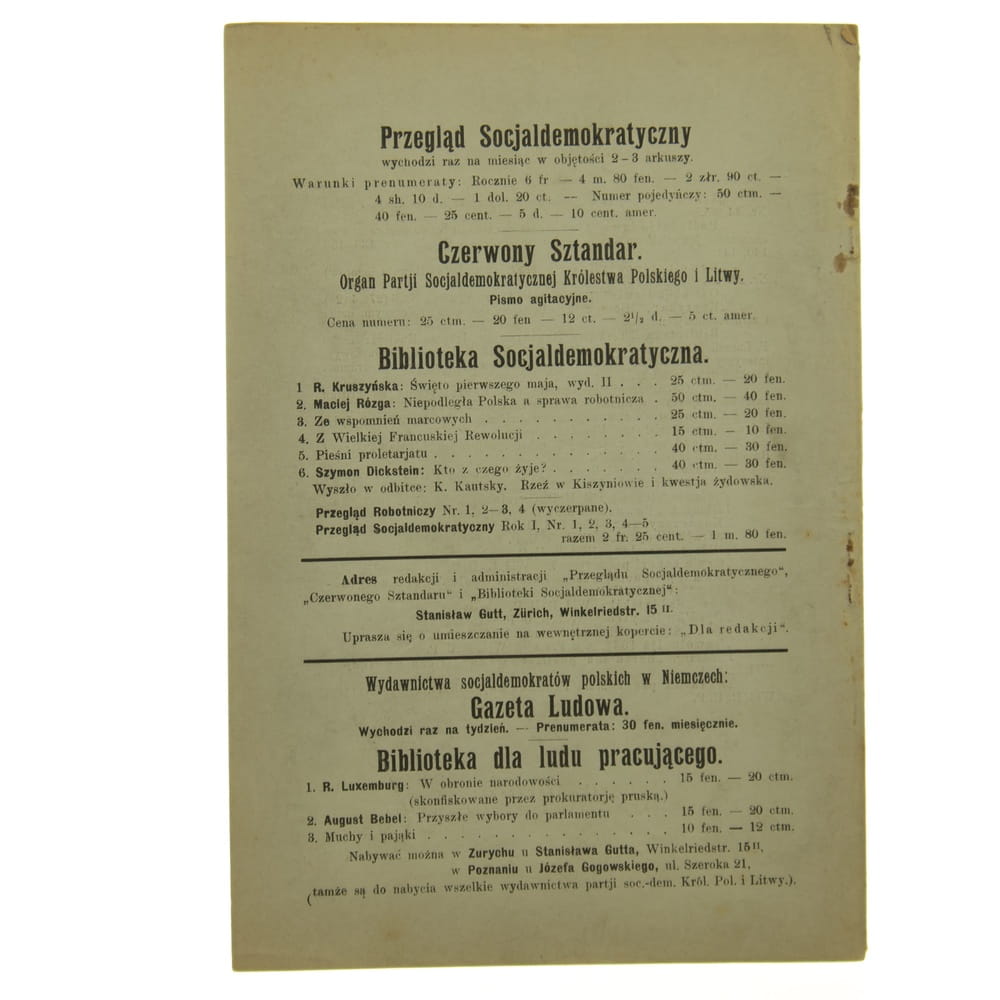 Przegląd Socjaldemokratyczny
wychodzi raz na miesiąc w objętości 2–3 arkuszy.
Warunki prenumeraty: Rocznie 6 fr — 4 m. 80 fen. — 2 złr. 90 ct. —
4 sh. 10 d. — 1 dol. 20 ct. — Numer pojedyńczy: 50 ctm. —
40 fen. — 25 cent. — 5 d. — 10 cent. amer.
Czerwony Sztandar.
Organ Partji Socjaldemokratycznej Królestwa Polskiego i Litwy.
Pismo agitacyjne.
Cena numeru: 25 ctm. — 20 fen — 12 ct. — 2¹/₂ d. — 5 ct. amer.
Biblioteka Socjaldemokratyczna.
1 R. Kruszyńska: Święto pierwszego maja, wyd. II . . . 25 ctm. — 20 fen.
2. Maciej Rózga: Niepodległa Polska a sprawa robotnicza . 50 ctm. — 40 fen.
3. Ze wspomnień marcowych . . . . . . . . . . 25 ctm. — 20 fen.
4. Z Wielkiej Francuskiej Rewolucji . . . . . . . 15 ctm. — 10 fen.
5. Pieśni proletarjatu . . . . . . . . . . . . . 40 ctm. — 30 fen.
6. Szymon Dickstein: Kto z czego żyje? . . . . . . . 40 ctm. — 30 fen.
Wyszło w odbitce: K. Kautsky. Rzeź w Kiszyniowie i kwestja żydowska.
Przegląd Robotniczy Nr. 1, 2—3, 4 (wyczerpane).
Przegląd Socjaldemokratyczny Rok I, Nr. 1, 2, 3, 4—5
razem 2 fr. 25 cent. — 1 m. 80 fen.
Adres redakcji i administracji „Przeglądu Socjaldemokratycznego“,
„Czerwonego Sztandaru“ i „Biblioteki Socjaldemokratycznej“:
Stanisław Gutt, Zürich, Winkelriedstr. 15 II.
Uprasza się o umieszczanie na wewnętrznej kopercie: „Dla redakcji“.
Wydawnictwa socjaldemokratów polskich w Niemczech:
Gazeta Ludowa.
Wychodzi raz na tydzień. — Prenumerata: 30 fen. miesięcznie.
Biblioteka dla ludu pracującego.
1. R. Luxemburg: W obronie narodowości . . . . . . 15 fen. — 20 ctm.
(skonfiskowane przez prokuratorję pruską.)
2. August Bebel: Przyszłe wybory do parlamentu . . . 15 fen. — 20 ctm.
3. Muchy i pająki . . . . . . . . . . . . . . 10 fen. — 12 ctm.
Nabywać można w Zurychu u Stanisława Gutta, Winkelriedstr. 15 II,
w Poznaniu u Józefa Gogowskiego, ul. Szeroka 21,
(tamże są do nabycia wszelkie wydawnictwa partji soc.-dem. Król. Pol. i Litwy.).